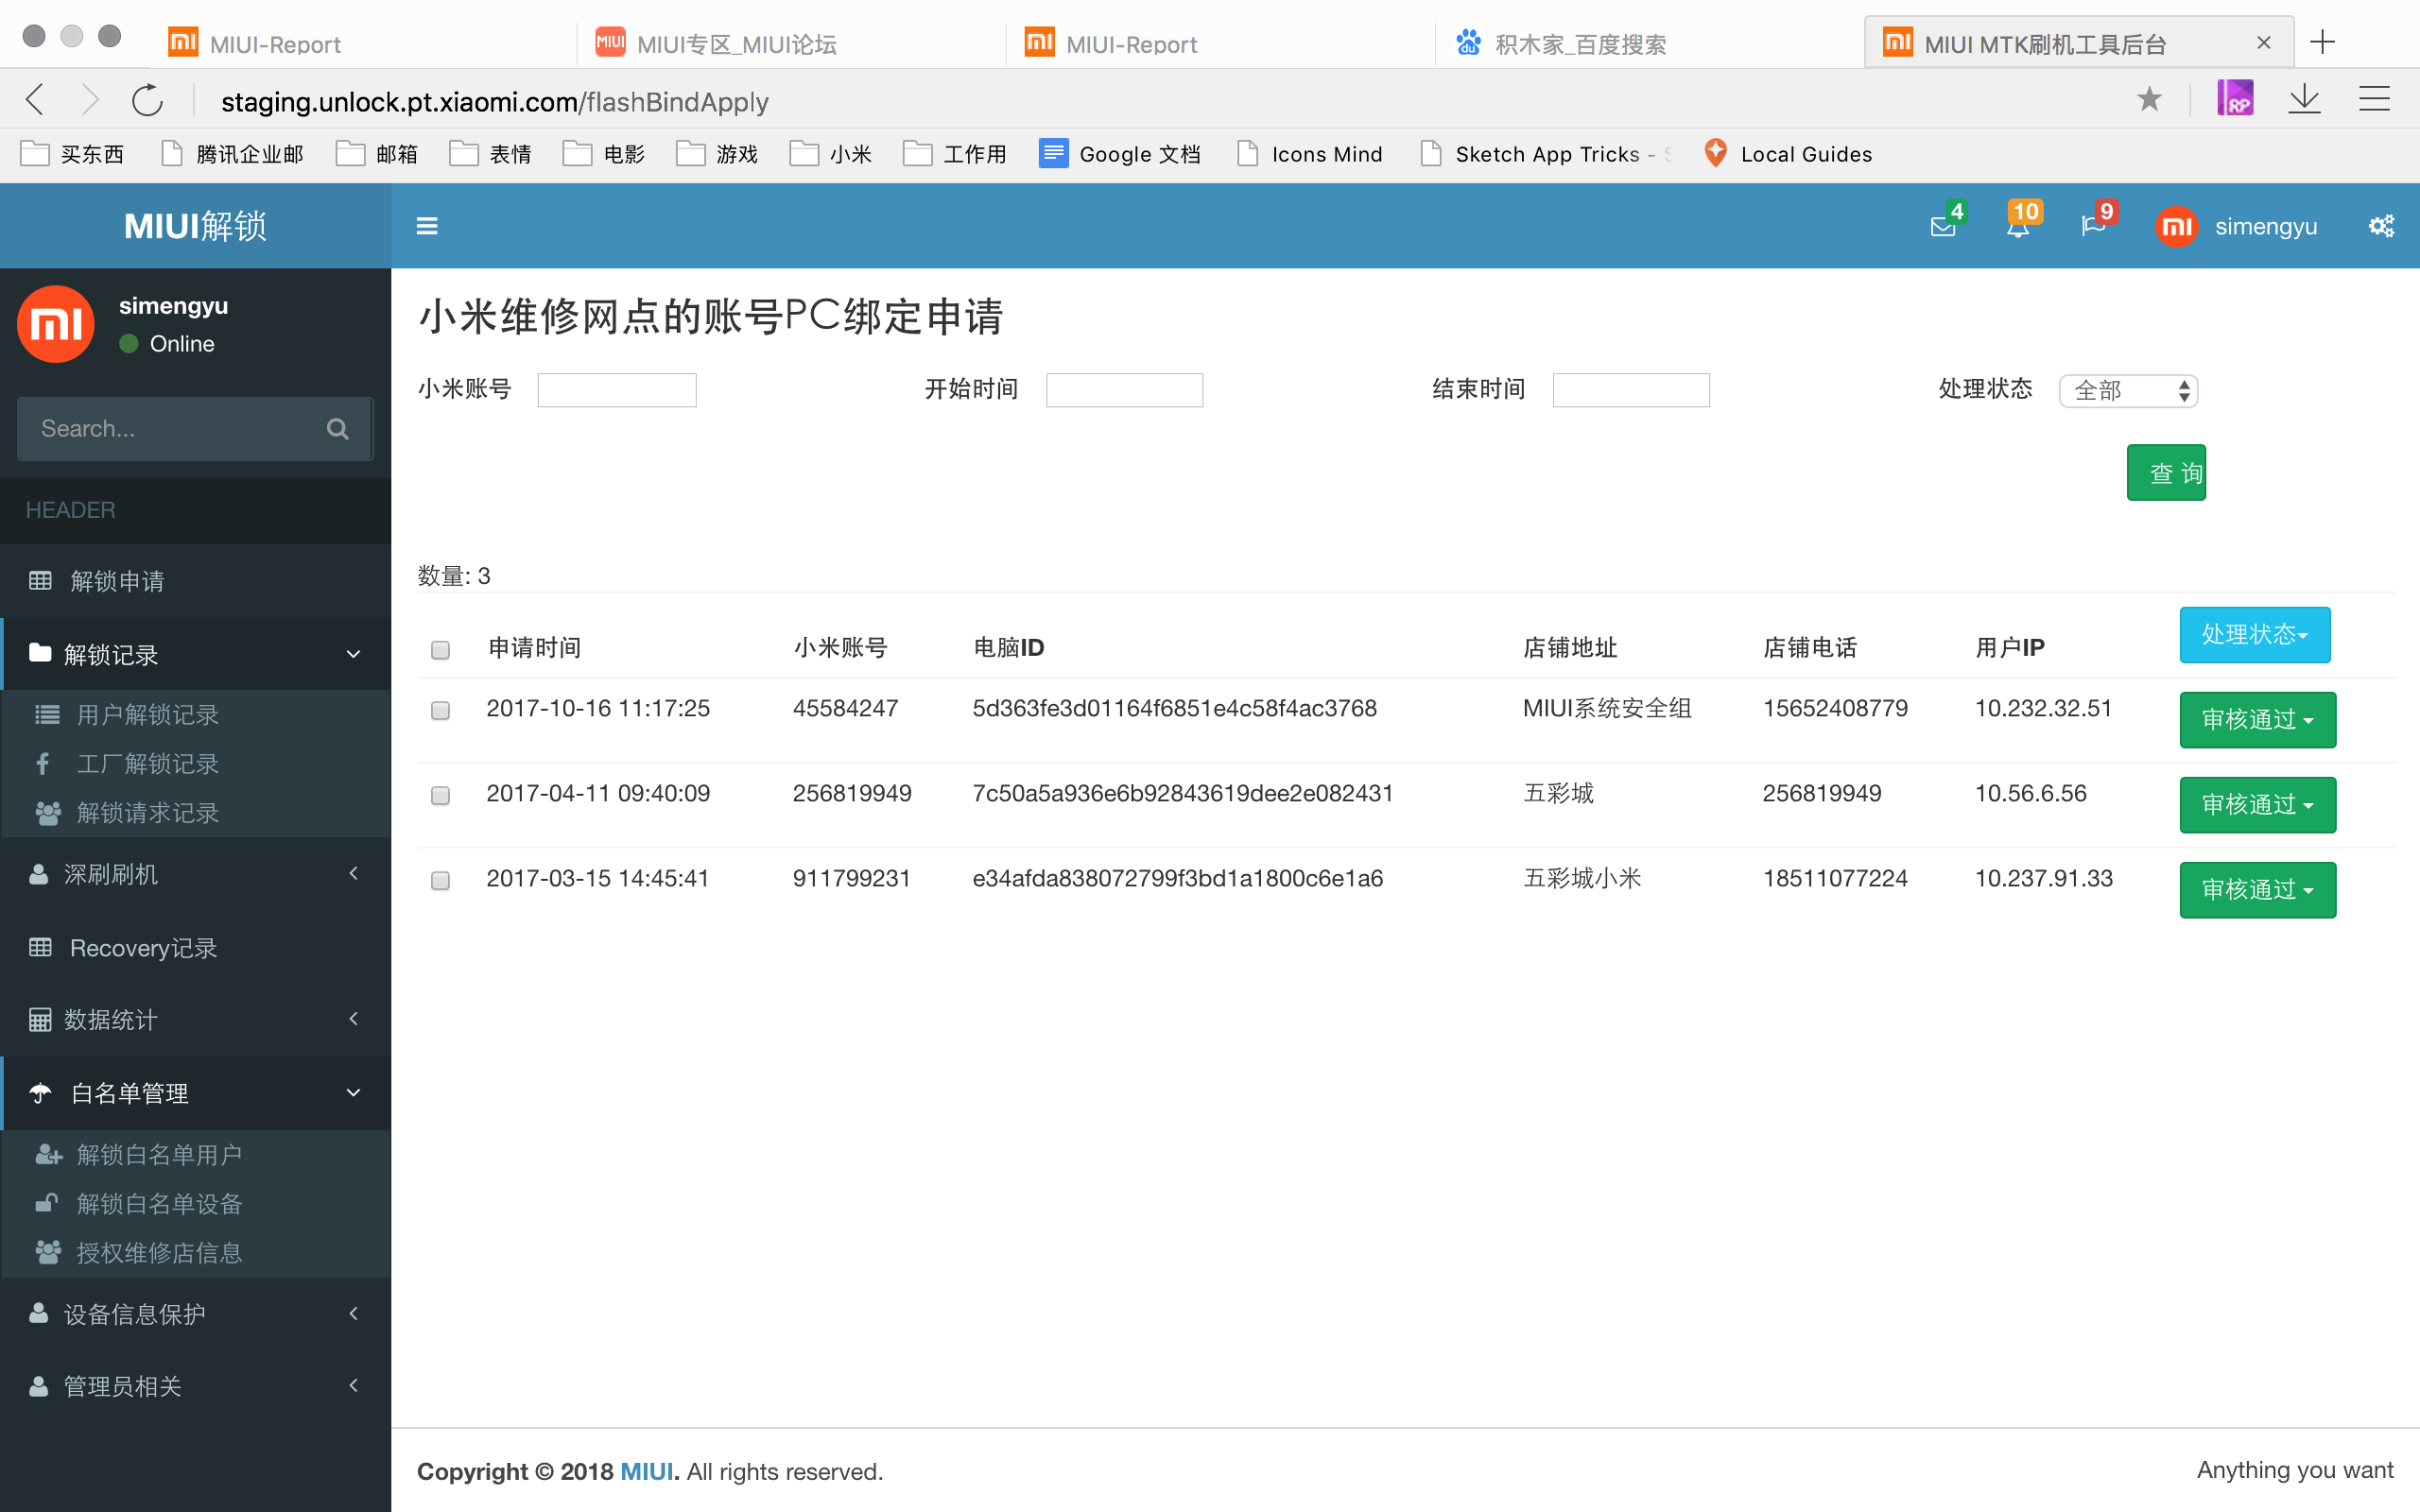 MIUI-Report
MIUI专区_MIUI论坛
MIUI-Report
积木家_百度搜索
MIUI MTK刷机工具后台
staging.unlock.pt.xiaomi.com/flashBindApply
买东西 腾讯企业邮 邮箱 表情 电影 游戏 小米 工作用 Google 文档 Icons Mind Sketch App Tricks - Local Guides
MIUI解锁
4 10 9 simengyu
simengyu
Online
Search...
HEADER
解锁申请
解锁记录
用户解锁记录
工厂解锁记录
解锁请求记录
深刷刷机
Recovery记录
数据统计
白名单管理
解锁白名单用户
解锁白名单设备
授权维修店信息
设备信息保护
管理员相关
小米维修网点的账号PC绑定申请
小米账号 开始时间 结束时间 处理状态 全部
查 询
数量: 3
申请时间 小米账号 电脑ID 店铺地址 店铺电话 用户IP 处理状态
2017-10-16 11:17:25 45584247 5d363fe3d01164f6851e4c58f4ac3768 MIUI系统安全组 15652408779 10.232.32.51 审核通过
2017-04-11 09:40:09 256819949 7c50a5a936e6b92843619dee2e082431 五彩城 256819949 10.56.6.56 审核通过
2017-03-15 14:45:41 911799231 e34afda838072799f3bd1a1800c6e1a6 五彩城小米 18511077224 10.237.91.33 审核通过
Copyright © 2018 MIUI. All rights reserved.
Anything you want